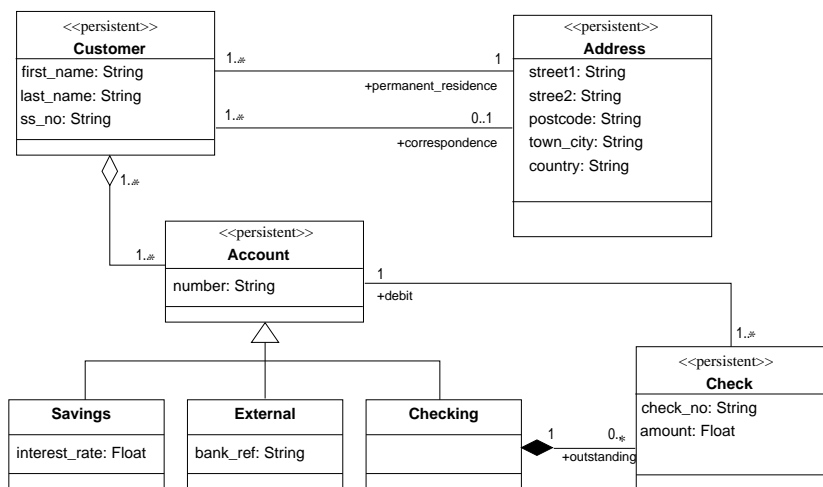 <<persistent>>
Customer
first_name: String
last_name: String
ss_no: String
<<persistent>>
Address
street1: String
stree2: String
postcode: String
town_city: String
country: String
1..*
1
+permanent_residence
1..*
0..1
+correspondence
1..*
1..*
<<persistent>>
Account
number: String
1
+debit
1..*
<<persistent>>
Check
check_no: String
amount: Float
Savings
interest_rate: Float
External
bank_ref: String
Checking
1
0..*
+outstanding